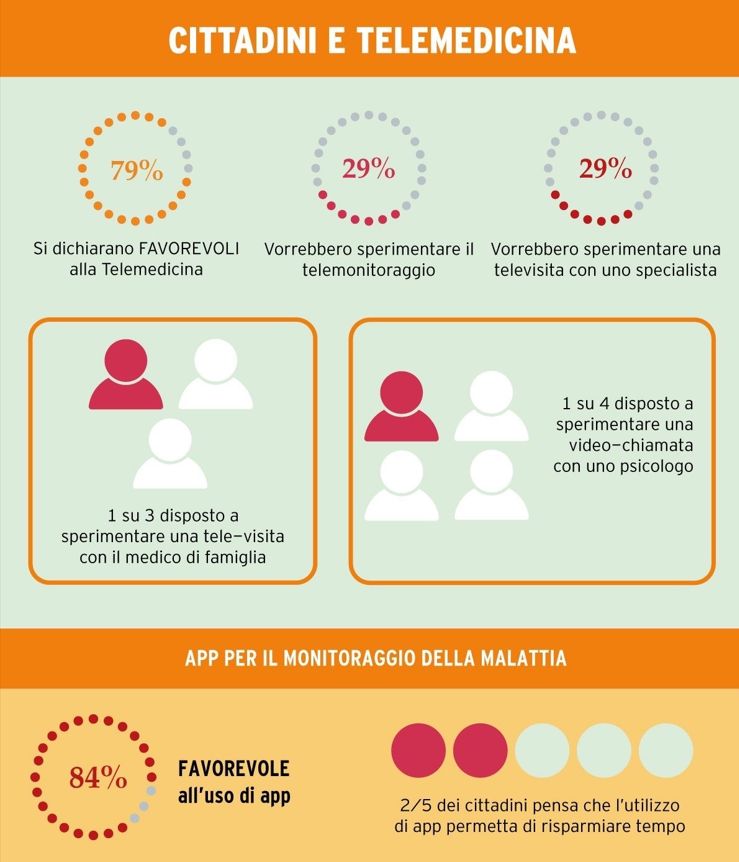 CITTADINI E TELEMEDICINA
79%
Si dichiarano FAVOREVOLI
alla Telemedicina
29%
Vorrebbero sperimentare il
telemonitoraggio
29%
Vorrebbero sperimentare una
televisita con uno specialista
1 su 3 disposto a
sperimentare una tele–visita
con il medico di famiglia
1 su 4 disposto a
sperimentare una
video–chiamata
con uno psicologo
APP PER IL MONITORAGGIO DELLA MALATTIA
84%
FAVOREVOLE
all'uso di app
2/5 dei cittadini pensa che l'utilizzo
di app permetta di risparmiare tempo